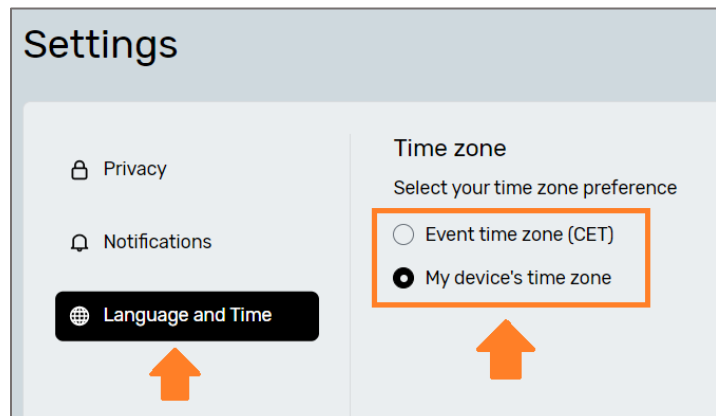 Settings
Privacy
Notifications
Language and Time
Time zone
Select your time zone preference
Event time zone (CET)
My device's time zone